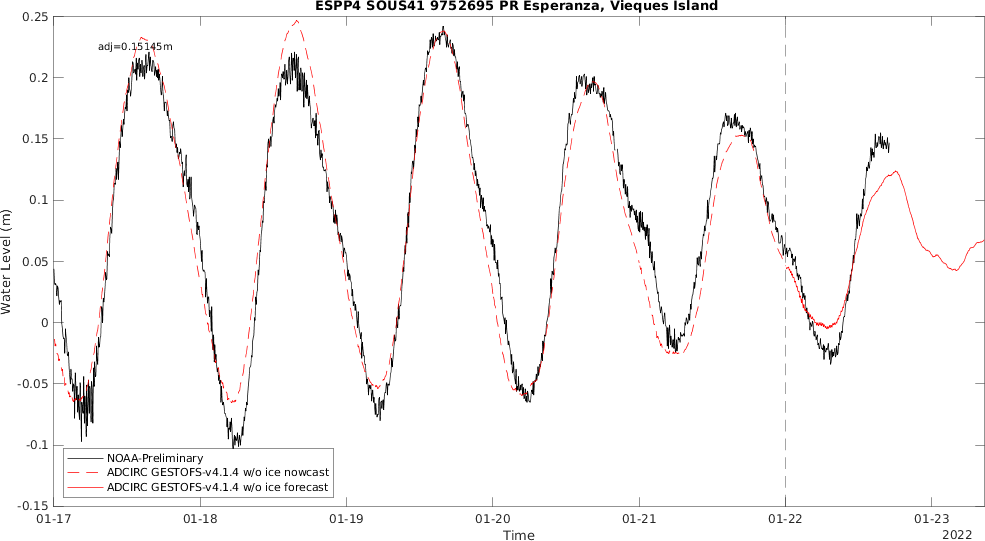 ESPP4 SOUS41 9752695 PR Esperanza, Vieques Island
0.25
adj=0.15145m
0.2
0.15
0.1
0.05
0
-0.05
-0.1
-0.15
Water Level (m)
NOAA-Preliminary
ADCIRC GESTOFS-v4.1.4 w/o ice nowcast
ADCIRC GESTOFS-v4.1.4 w/o ice forecast
01-17 01-18 01-19 01-20 01-21 01-22 01-23
Time
2022